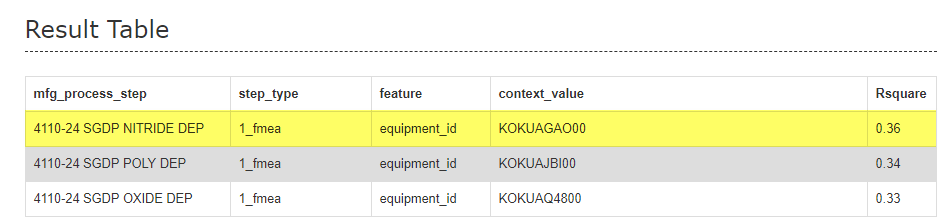 Result Table
mfg_process_step step_type feature context_value Rsquare
4110-24 SGDP NITRIDE DEP 1_fmea equipment_id KOKUAGAO00 0.36
4110-24 SGDP POLY DEP 1_fmea equipment_id KOKUAJBI00 0.34
4110-24 SGDP OXIDE DEP 1_fmea equipment_id KOKUAQ4800 0.33